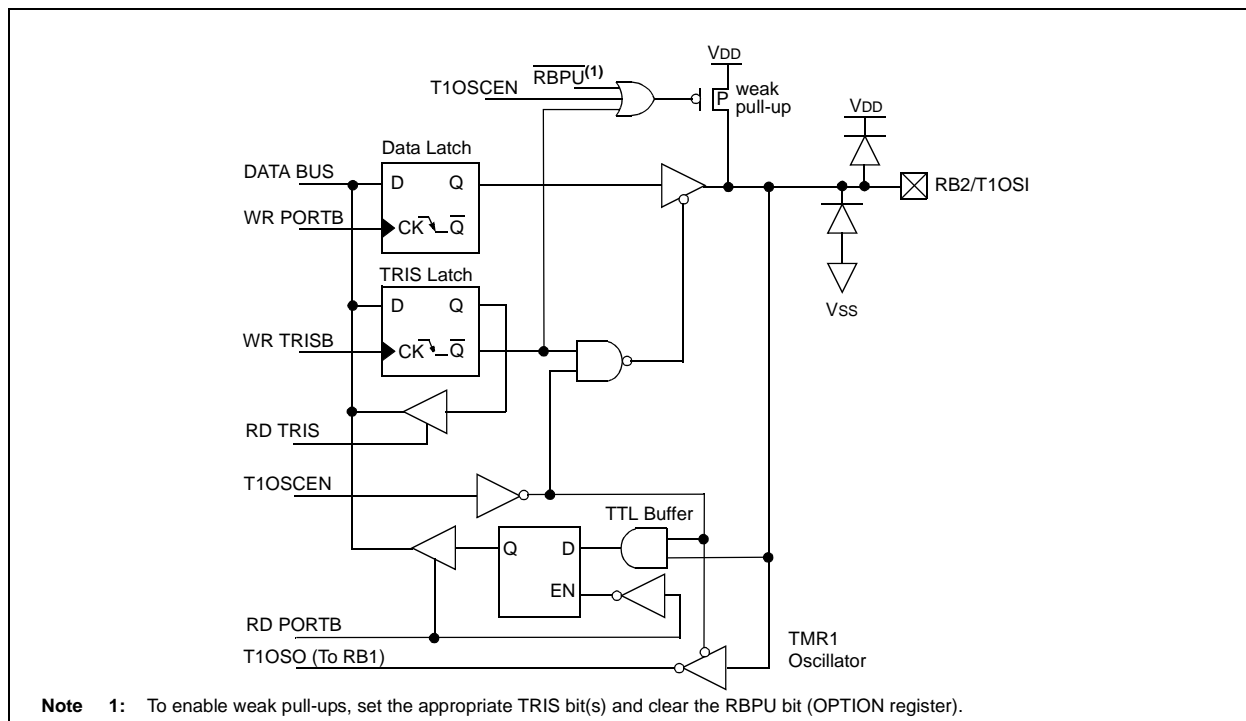 VDD
RBPU(1)
T1OSCEN
P
weak
pull-up
VDD
Data Latch
DATA BUS
D
Q
RB2/T1OSI
WR PORTB
CK
Q
TRIS Latch
D
Q
VSS
WR TRISB
CK
Q
RD TRIS
T1OSCEN
TTL Buffer
Q
D
EN
RD PORTB
TMR1
Oscillator
T1OSO (To RB1)
Note 1: To enable weak pull-ups, set the appropriate TRIS bit(s) and clear the RBPU bit (OPTION register).